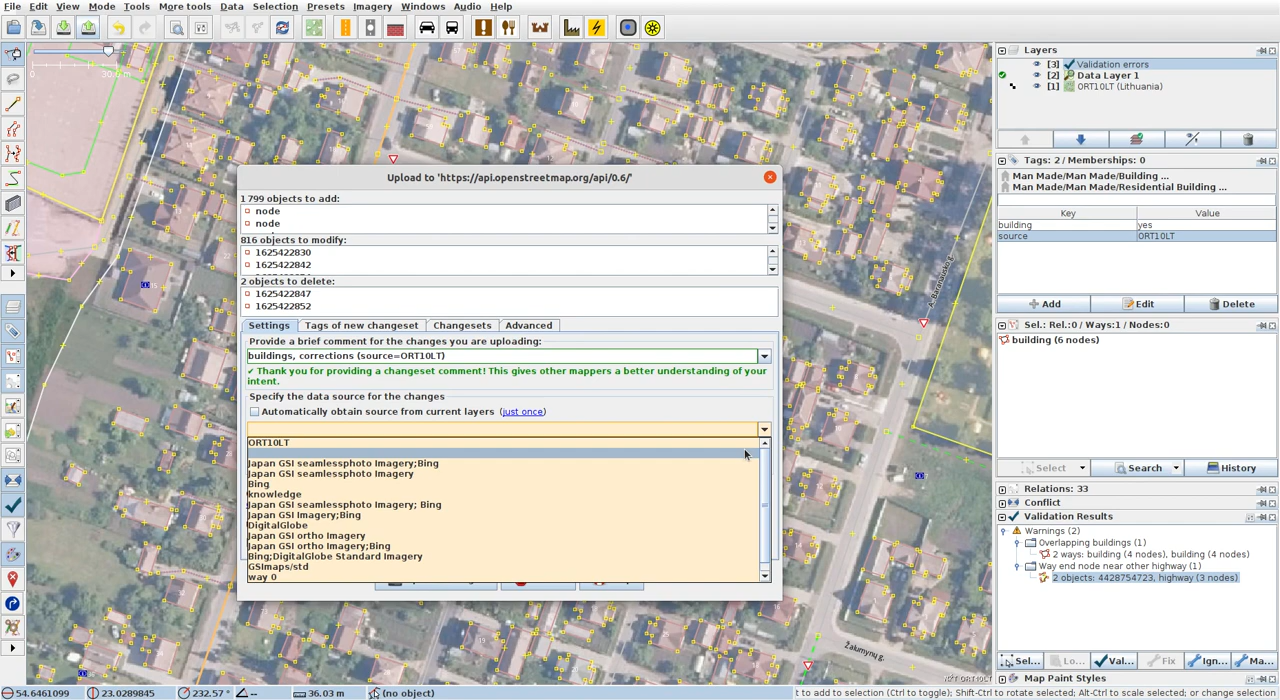 File Edit View Mode Tools More tools Data Selection Presets Imagery Windows Audio Help
0 30.6 m
Upload to 'https://api.openstreetmap.org/api/0.6/'
1 799 objects to add:
node
node
816 objects to modify:
1625422830
1625422842
2 objects to delete:
1625422847
1625422852
Settings Tags of new changeset Changesets Advanced
Provide a brief comment for the changes you are uploading:
buildings, corrections (source=ORT10LT)
✔ Thank you for providing a changeset comment! This gives other mappers a better understanding of your
intent.
Specify the data source for the changes
Automatically obtain source from current layers (just once)
ORT10LT
Japan GSI seamlessphoto Imagery;Bing
Japan GSI seamlessphoto Imagery
Bing
knowledge
Japan GSI seamlessphoto Imagery; Bing
Japan GSI Imagery;Bing
DigitalGlobe
Japan GSI ortho Imagery
Japan GSI ortho Imagery;Bing
Bing;DigitalGlobe Standard Imagery
GSImaps/std
way 0
A. Baranausko g.
Žalumynų g.
Layers
[3] Validation errors
[2] Data Layer 1
[1] ORT10LT (Lithuania)
Tags: 2 / Memberships: 0
Man Made/Man Made/Building ...
Man Made/Man Made/Residential Building ...
Key Value
building yes
source ORT10LT
Add Edit Delete
Sel.: Rel.:0 / Ways:1 / Nodes:0
building (6 nodes)
Select Search History
Relations: 33
Conflict
Validation Results
Warnings (2)
Overlapping buildings (1)
2 ways: building (4 nodes), building (4 nodes)
Way end node near other highway (1)
2 objects: 4428754723, highway (3 nodes)
Sel... Lo... Val... Fix Ign... Ma...
Map Paint Styles
54.6461099 23.0289845 232.57° -- 36.03 m (no object)
t to add to selection (Ctrl to toggle); Shift-Ctrl to rotate selected; Alt-Ctrl to scale selected; or change selection